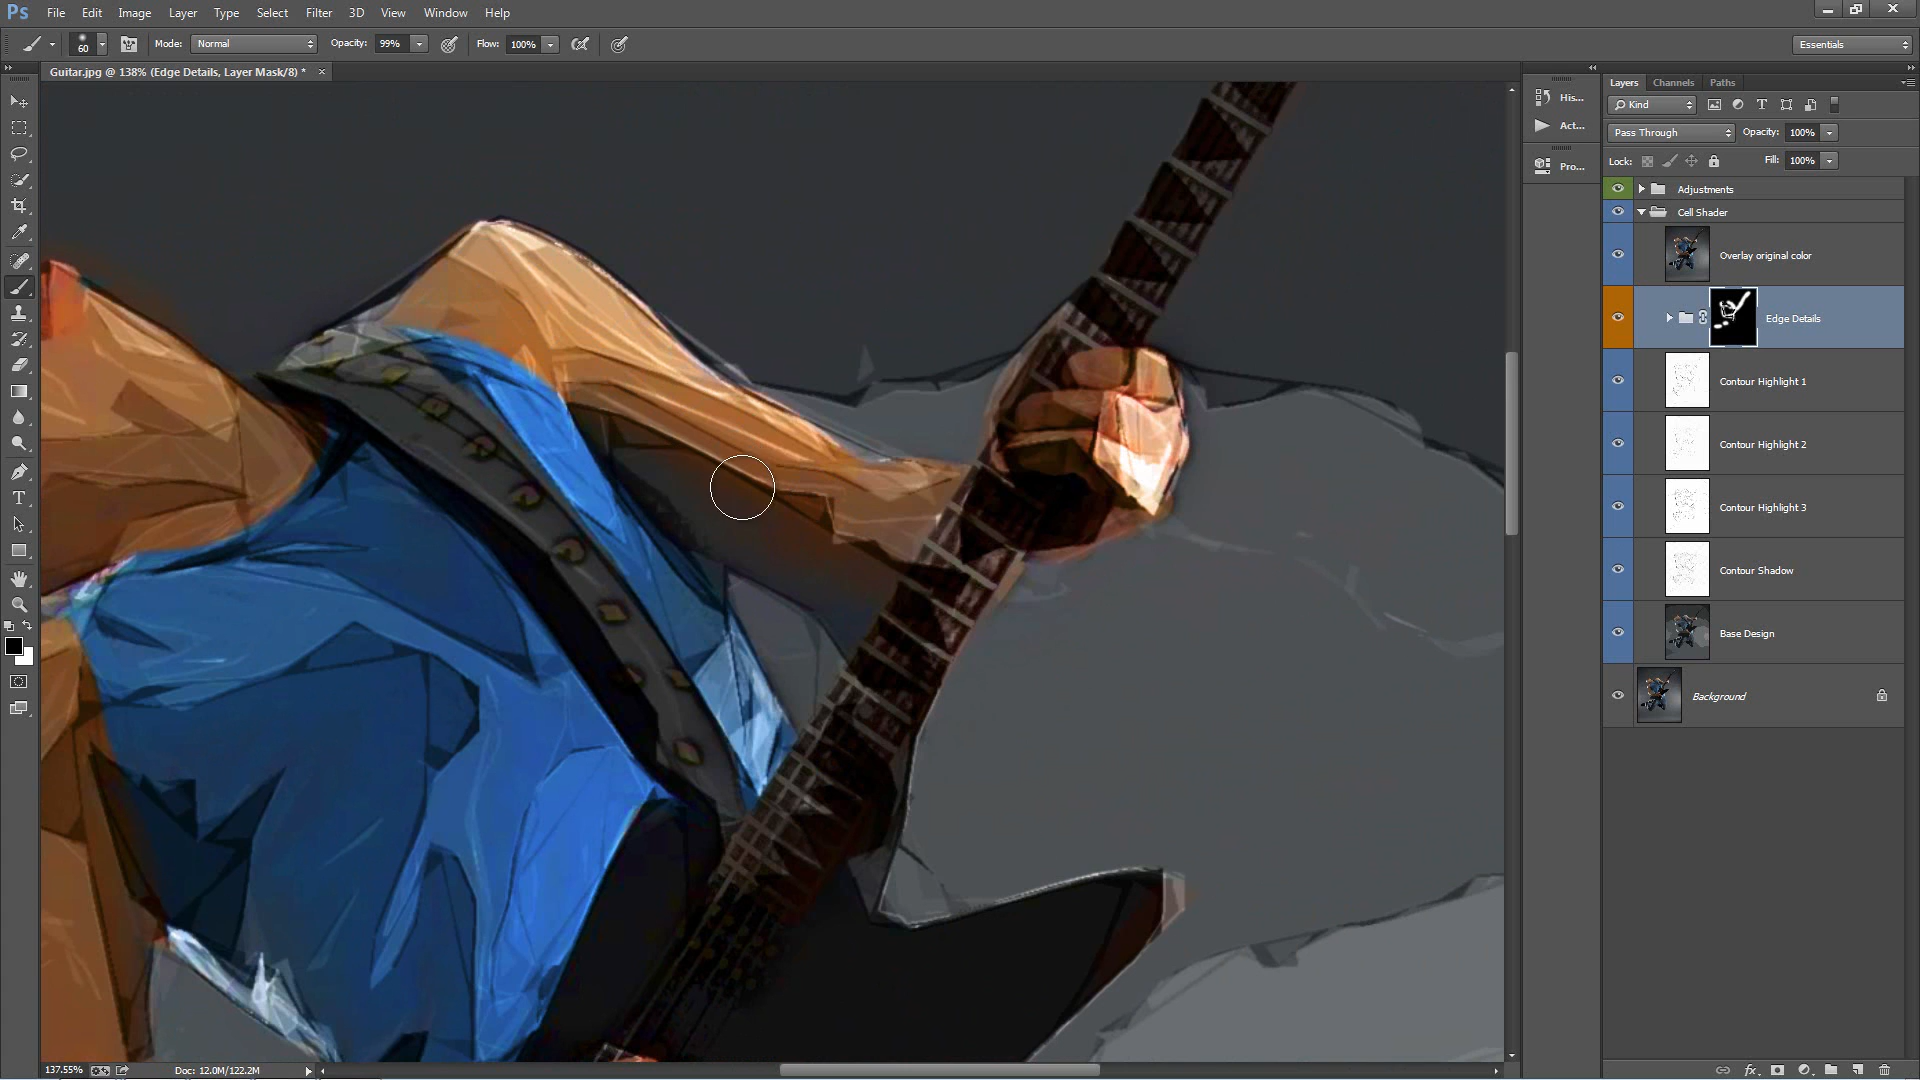 Ps File Edit Image Layer Type Select Filter 3D View Window Help
60 Mode: Normal Opacity: 99% Flow: 100% Essentials
Guitar.jpg @ 138% (Edge Details, Layer Mask/8) * ×
Layers Channels Paths
His...
Kind T
Act...
Pass Through Opacity: 100%
Lock: Fill: 100%
Pro...
Adjustments
Cell Shader
Overlay original color
Edge Details
Contour Highlight 1
Contour Highlight 2
Contour Highlight 3
T
Contour Shadow
Base Design
Background
137.55% Doc: 12.0M/122.2M
fx